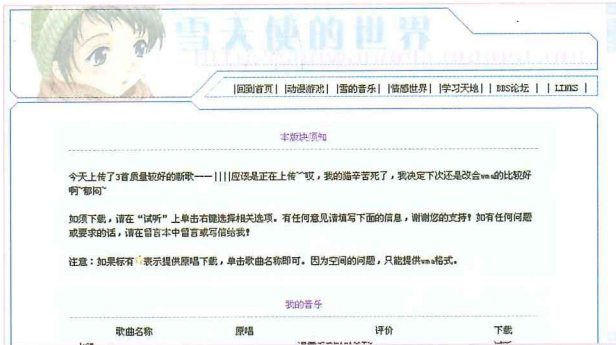 雪天使的世界
|回到首页| |动漫游戏| |雪的音乐| |情感世界| |学习天地| | BBS论坛 | | LINKS |
本版块须知
今天上传了3首质量较好的新歌——||||应该是正在上传~~哎，我的猫辛苦死了，我决定下次还是改会wma的比较好
啊~郁闷~
如须下载，请在“试听”上单击右键选择相关选项。有任何意见请填写下面的信息，谢谢您的支持！如有任何问题
或要求的话，请在留言本中留言或写信给我！
注意：如果标有 表示提供原唱下载，单击歌曲名称即可。因为空间的问题，只能提供wma格式。
我的音乐
歌曲名称 原唱 评价 下载